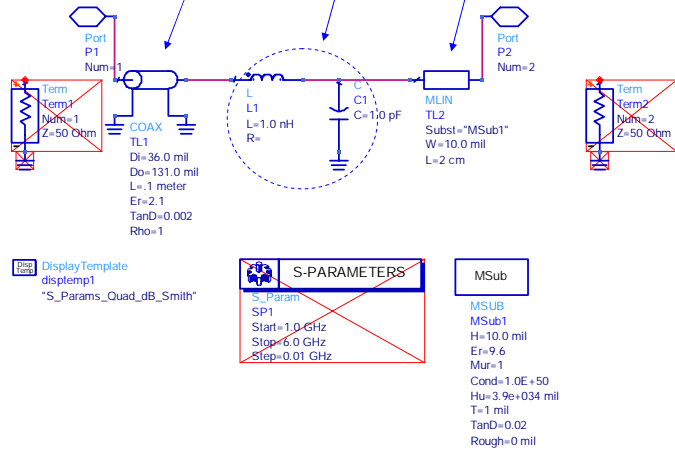 Port
P1
Num=1
Port
P2
Num=2
Term
Term1
Num=1
Z=50 Ohm
COAX
TL1
Di=36.0 mil
Do=131.0 mil
L=.1 meter
Er=2.1
TanD=0.002
Rho=1
L
L1
L=1.0 nH
R=
C
C1
C=1.0 pF
MLIN
TL2
Subst="MSub1"
W=10.0 mil
L=2 cm
Term
Term2
Num=2
Z=50 Ohm
Disp
Temp
DisplayTemplate
disptemp1
"S_Params_Quad_dB_Smith"
S-PARAMETERS
S_Param
SP1
Start=1.0 GHz
Stop=6.0 GHz
Step=0.01 GHz
MSub
MSUB
MSub1
H=10.0 mil
Er=9.6
Mur=1
Cond=1.0E+50
Hu=3.9e+034 mil
T=1 mil
TanD=0.02
Rough=0 mil